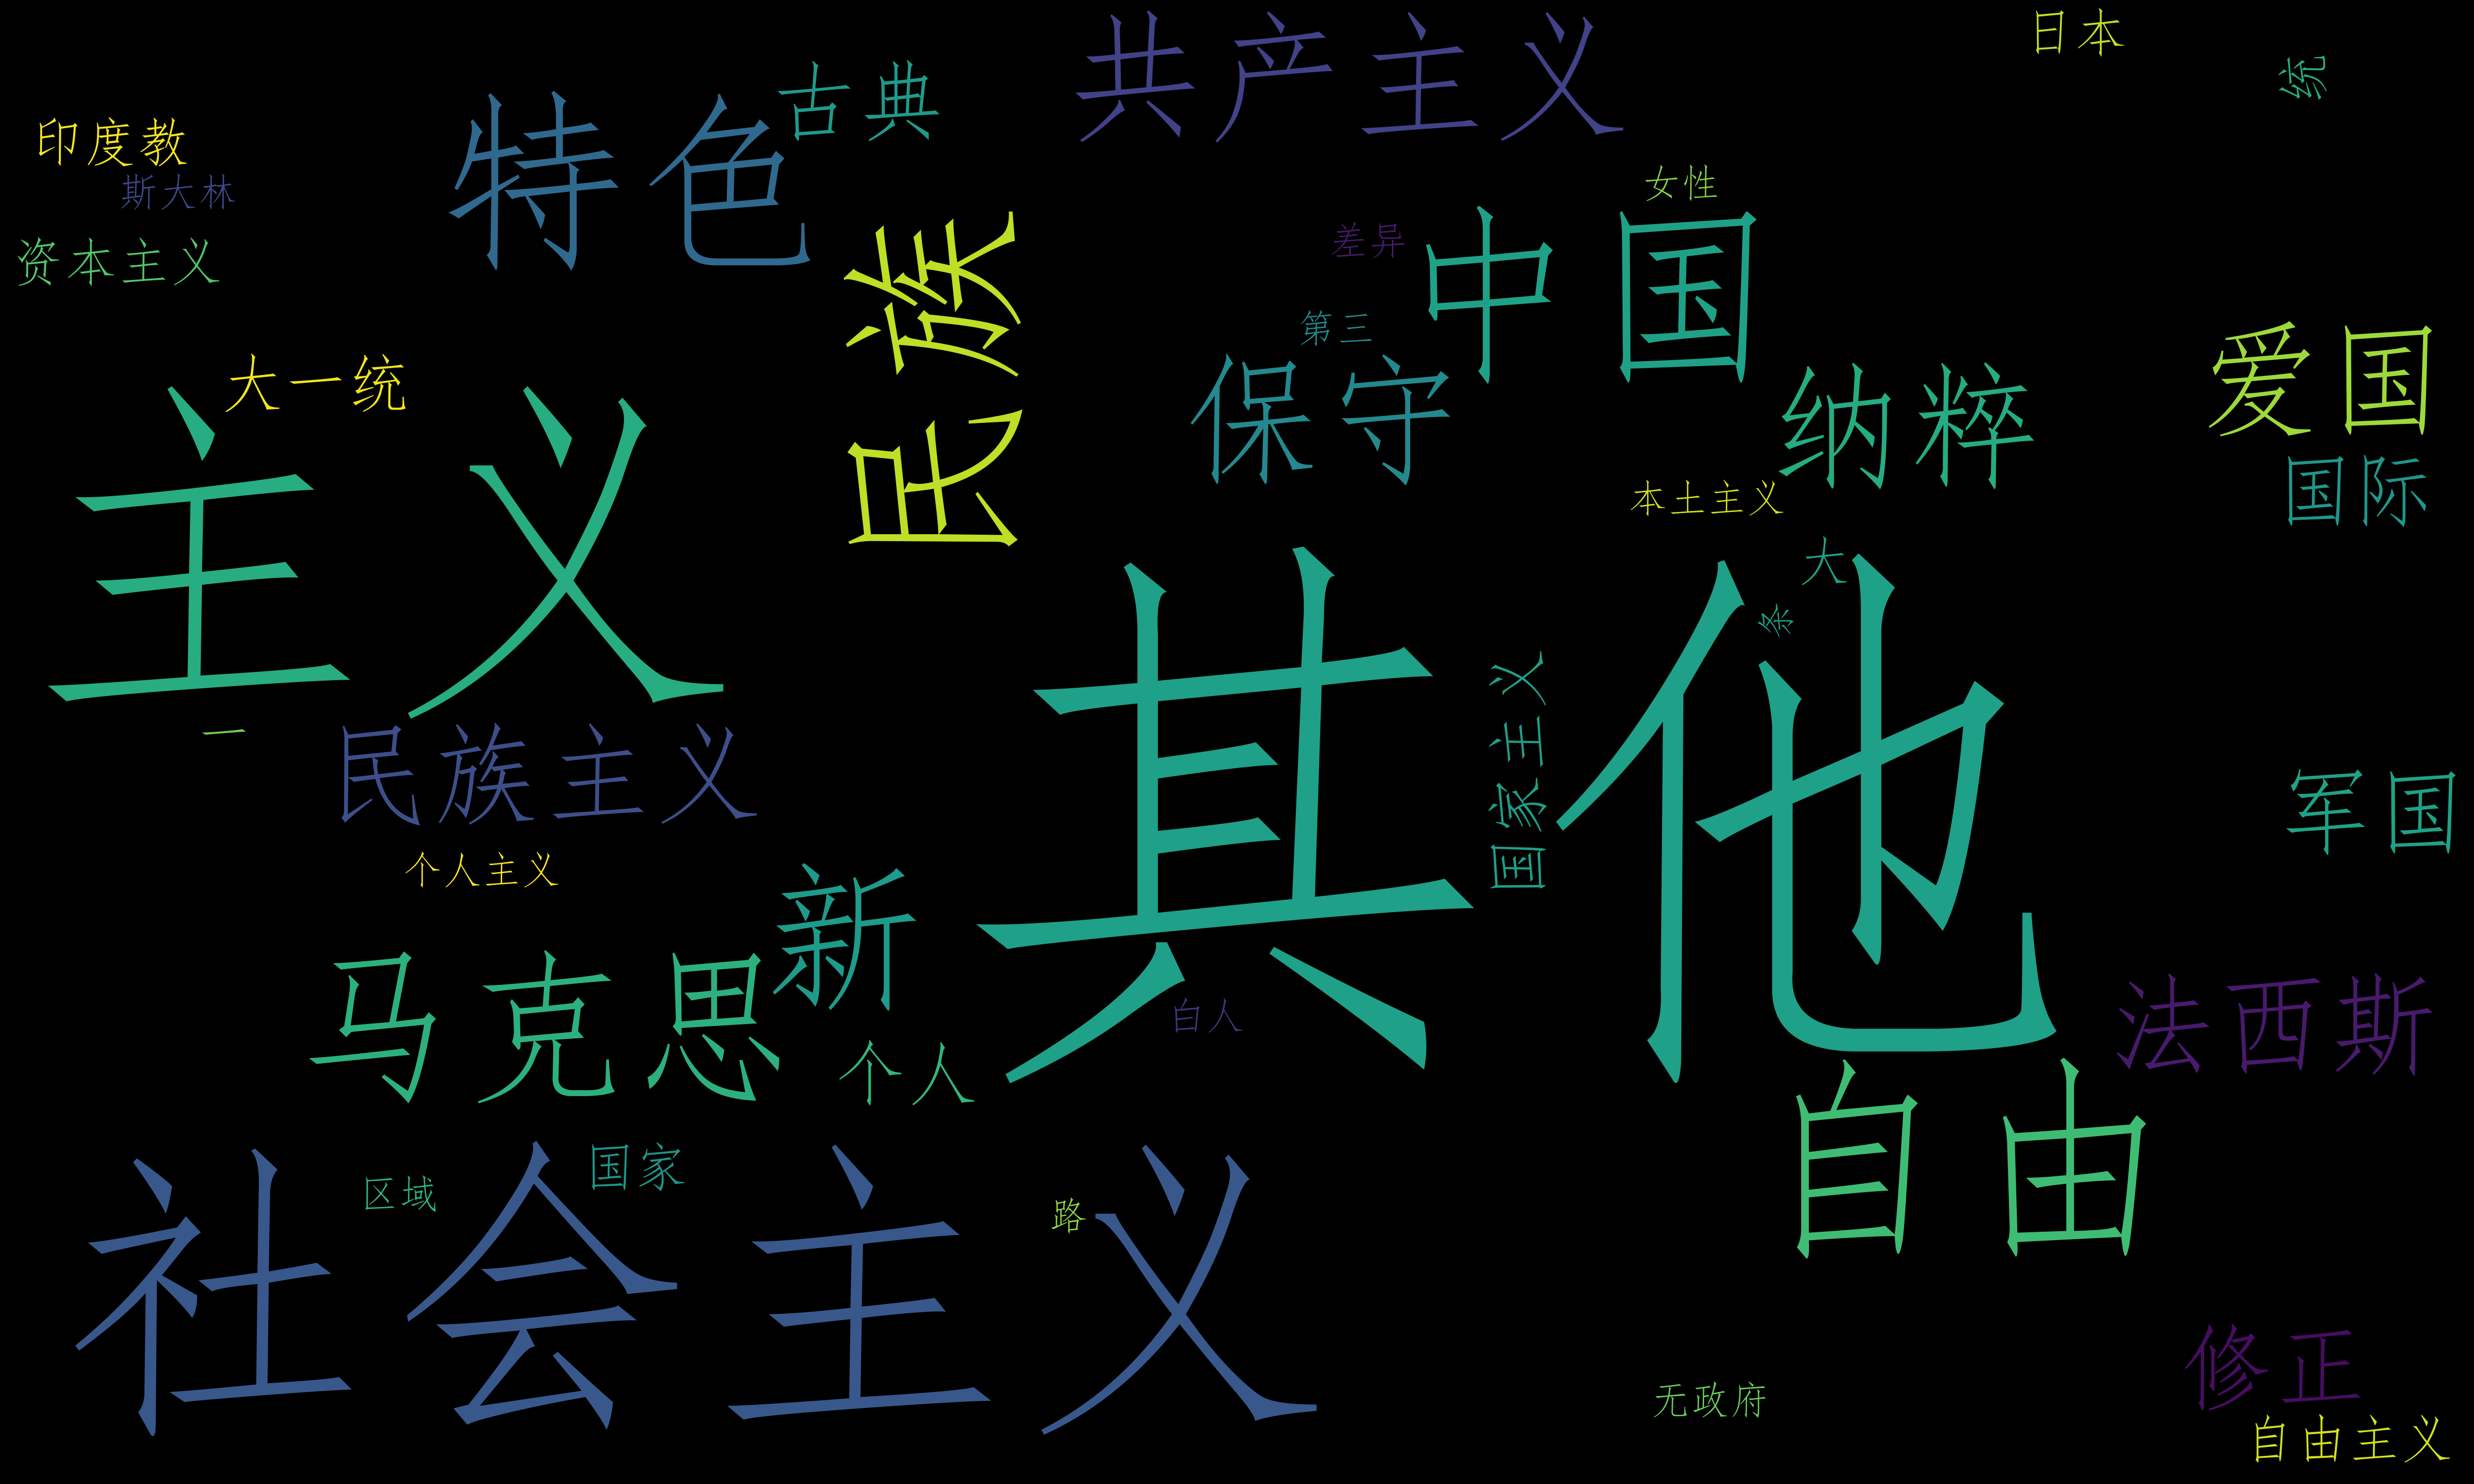 共产主义
日本
古典
特色
印度教
斯大林
女性
中国
差异
资本主义
民族
第三
爱国
大一统
保守
纳粹
主义
国际
本土主义
大
其他
国家主义
一
民族主义
军国
个人主义
新
马克思
法西斯
白人
个人
自由
社会主义
国家
区域
路
修正
无政府
自由主义